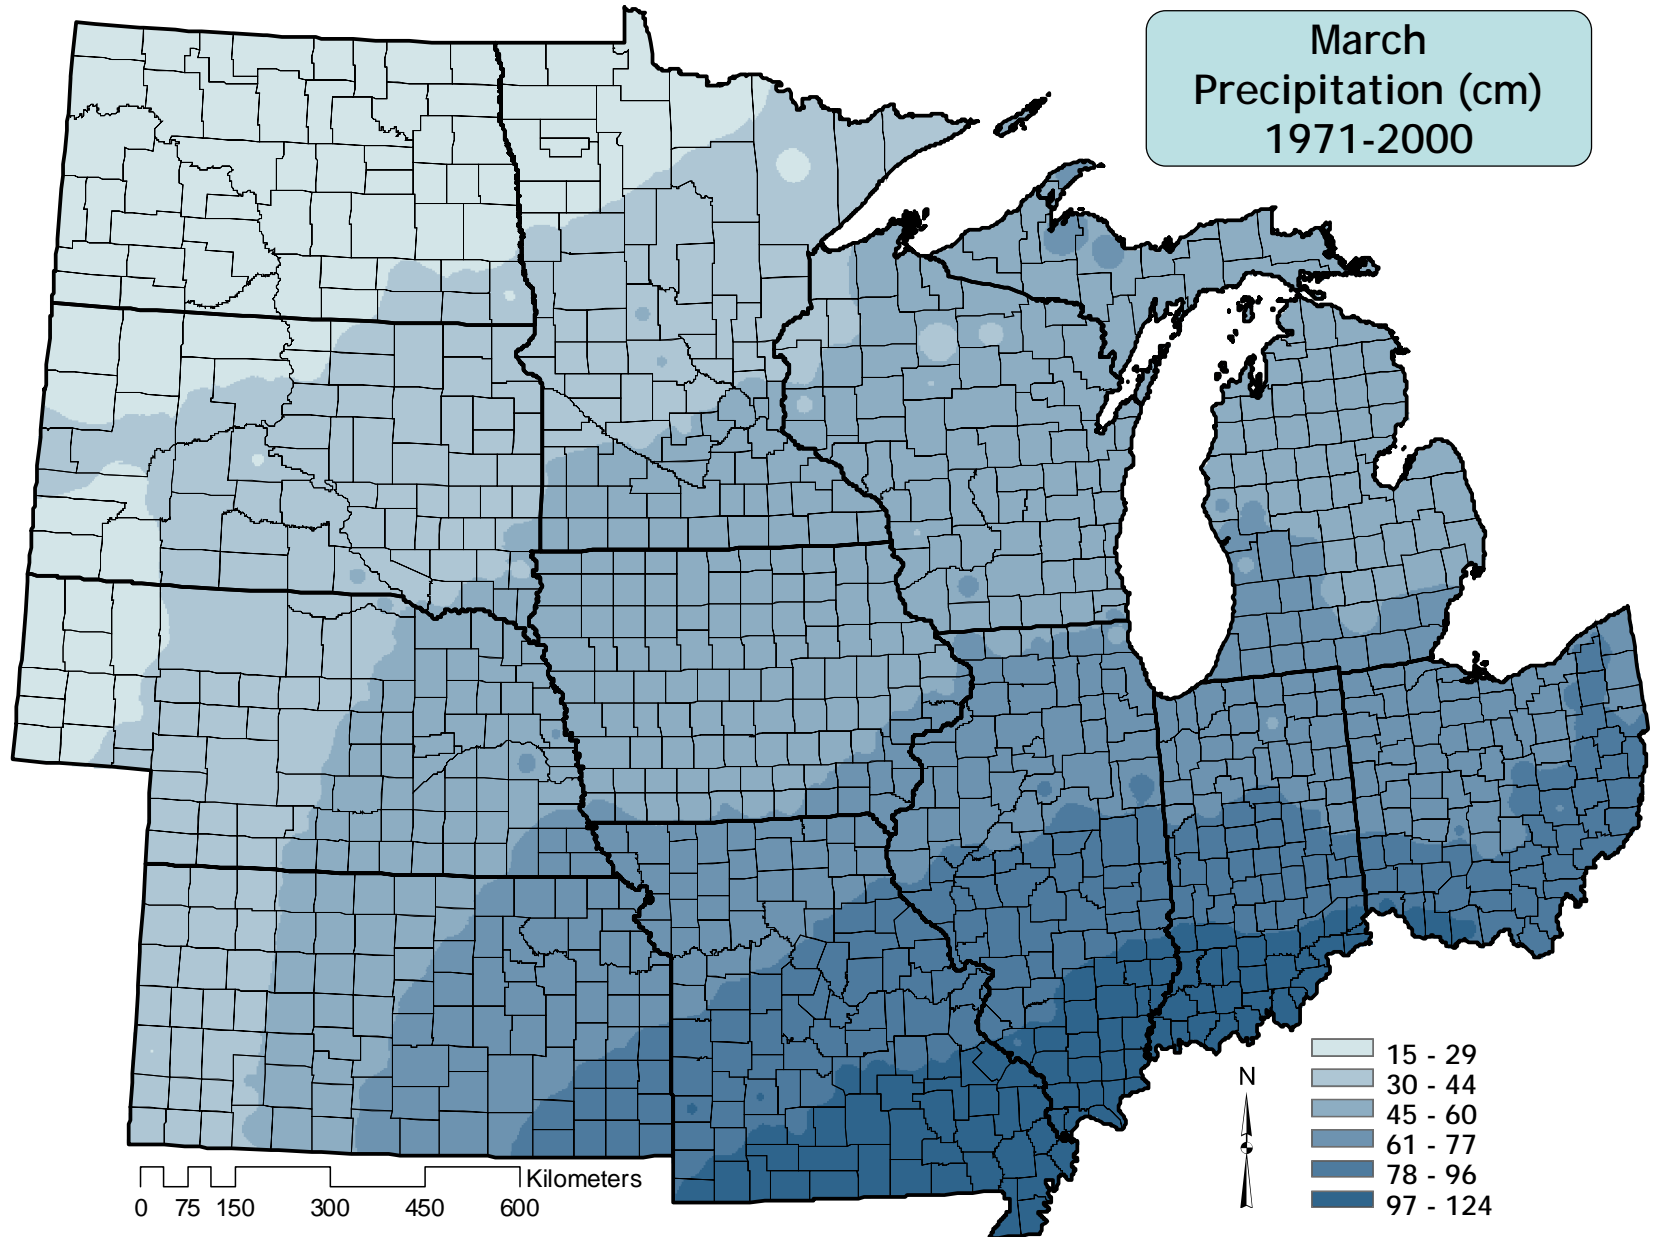 March
Precipitation (cm)
1971-2000
N
15 - 29
30 - 44
45 - 60
61 - 77
78 - 96
97 - 124
Kilometers
0 75 150 300 450 600